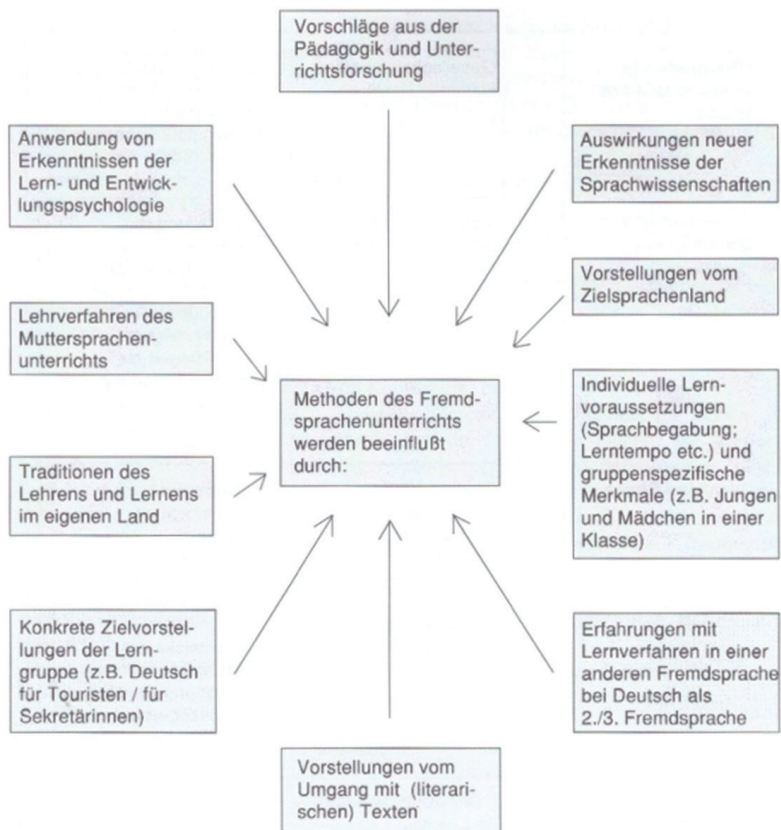 Vorschläge aus der
Pädagogik und Unter-
richtsforschung
Anwendung von
Erkenntnissen der
Lern- und Entwick-
lungspsychologie
Auswirkungen neuer
Erkenntnisse der
Sprachwissenschaften
Vorstellungen vom
Zielsprachenland
Lehrverfahren des
Muttersprachen-
unterrichts
Methoden des Fremd-
sprachenunterrichts
werden beeinflußt
durch:
Individuelle Lern-
voraussetzungen
(Sprachbegabung;
Lerntempo etc.) und
gruppenspezifische
Merkmale (z.B. Jungen
und Mädchen in einer
Klasse)
Traditionen des
Lehrens und Lernens
im eigenen Land
Konkrete Zielvorstel-
lungen der Lern-
gruppe (z.B. Deutsch
für Touristen / für
Sekretärinnen)
Erfahrungen mit
Lernverfahren in einer
anderen Fremdsprache
bei Deutsch als
2./3. Fremdsprache
Vorstellungen vom
Umgang mit (literari-
schen) Texten